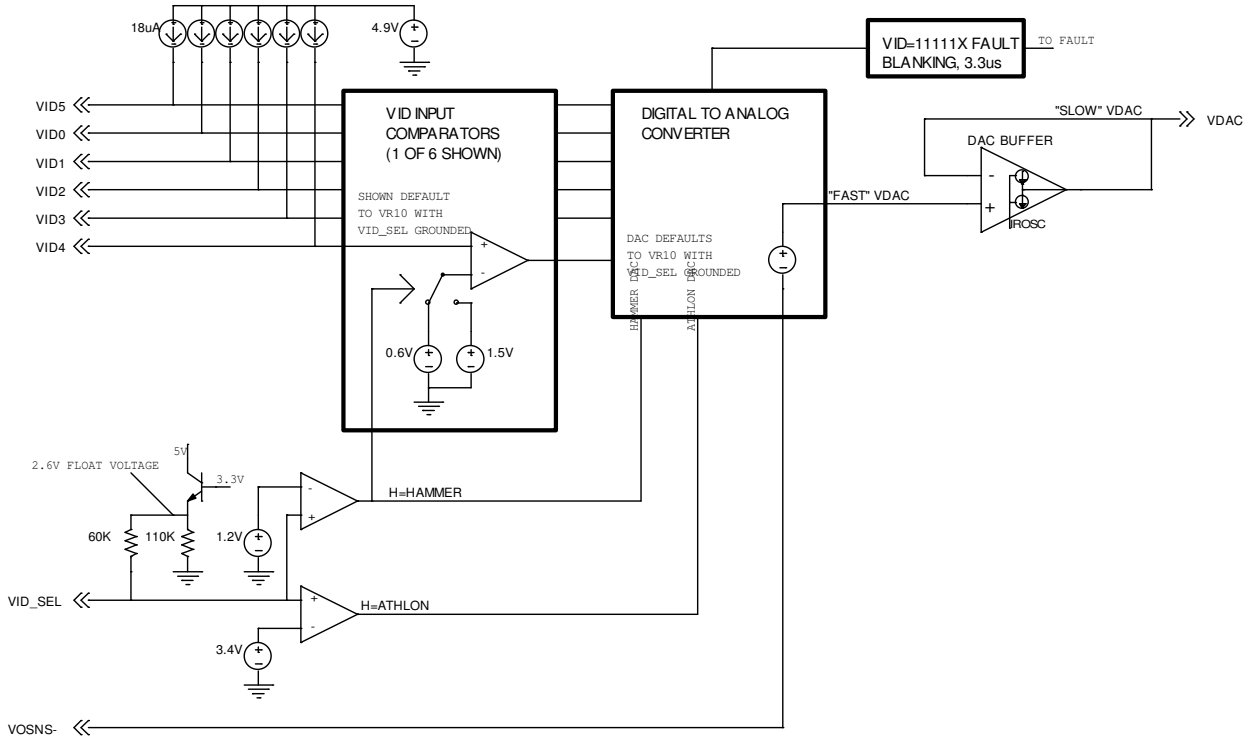 18uA
4.9V
VID=11111X FAULT
BLANKING, 3.3us
TO FAULT
VID5
VID0
VID1
VID2
VID3
VID4
VID INPUT
COMPARATORS
(1 OF 6 SHOWN)
SHOWN DEFAULT
TO VR10 WITH
VID_SEL GROUNDED
+
-
0.6V
+
-
1.5V
+
-
DIGITAL TO ANALOG
CONVERTER
DAC DEFAULTS
TO VR10 WITH
VID_SEL GROUNDED
HAMMER DAC
ATHLON DAC
"FAST" VDAC
"SLOW" VDAC
VDAC
DAC BUFFER
-
+
IROSC
5V
2.6V FLOAT VOLTAGE
3.3V
60K
110K
1.2V
+
-
-
+
H=HAMMER
VID_SEL
+
-
H=ATHLON
3.4V
+
-
VOSNS-